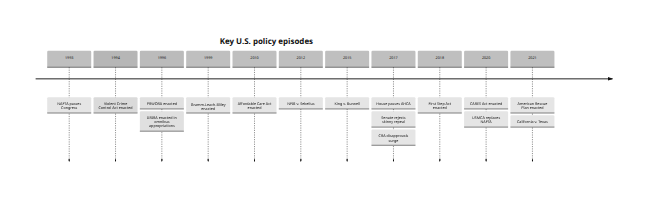 Key U.S. policy episodes
1993
1994
1996
1999
2010
2012
2015
2017
2018
2020
2021
NAFTA passes
Congress
Violent Crime
Control Act enacted
PRWORA enacted
IIRIRA enacted in
omnibus
appropriations
Gramm-Leach-Bliley
enacted
Affordable Care Act
enacted
NFIB v. Sebelius
King v. Burwell
House passes AHCA
Senate rejects
skinny repeal
CRA disapproval
surge
First Step Act
enacted
CARES Act enacted
USMCA replaces
NAFTA
American Rescue
Plan enacted
California v. Texas